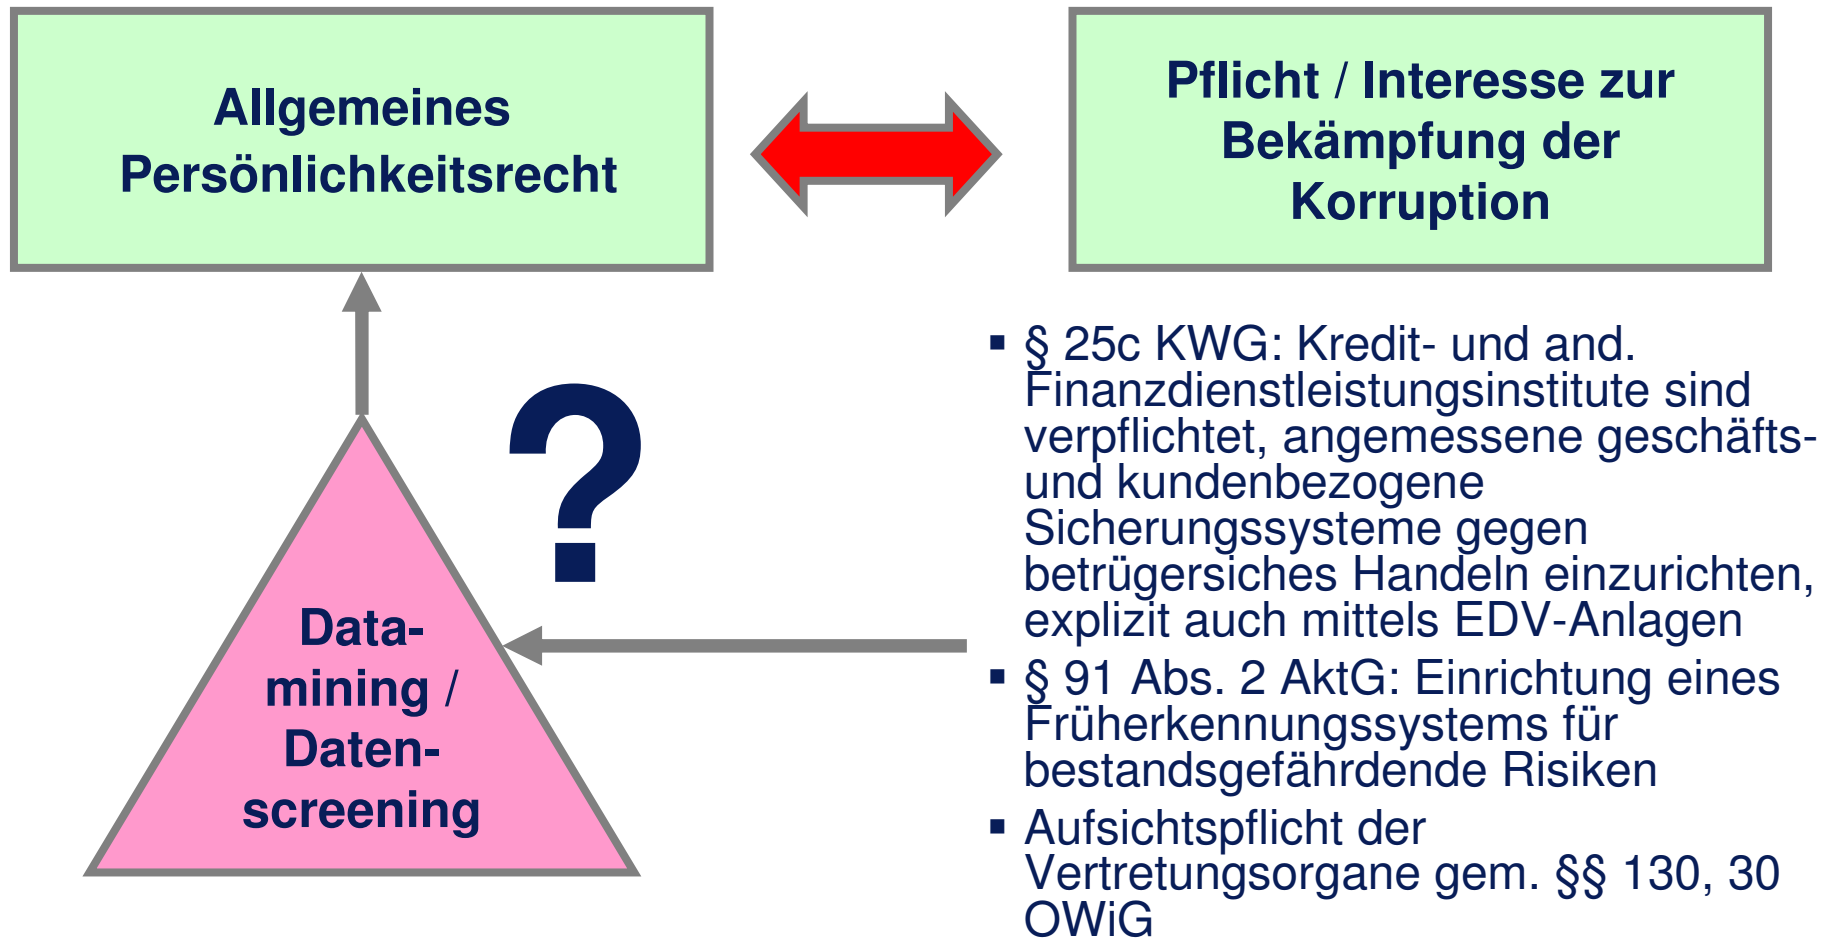 Allgemeines
Persönlichkeitsrecht
Pflicht / Interesse zur
Bekämpfung der
Korruption
?
Data-
mining /
Daten-
screening
▪ § 25c KWG: Kredit- und and.
Finanzdienstleistungsinstitute sind
verpflichtet, angemessene geschäfts-
und kundenbezogene
Sicherungssysteme gegen
betrügersiches Handeln einzurichten,
explizit auch mittels EDV-Anlagen
▪ § 91 Abs. 2 AktG: Einrichtung eines
Früherkennungssystems für
bestandsgefährdende Risiken
▪ Aufsichtspflicht der
Vertretungsorgane gem. §§ 130, 30
OWiG